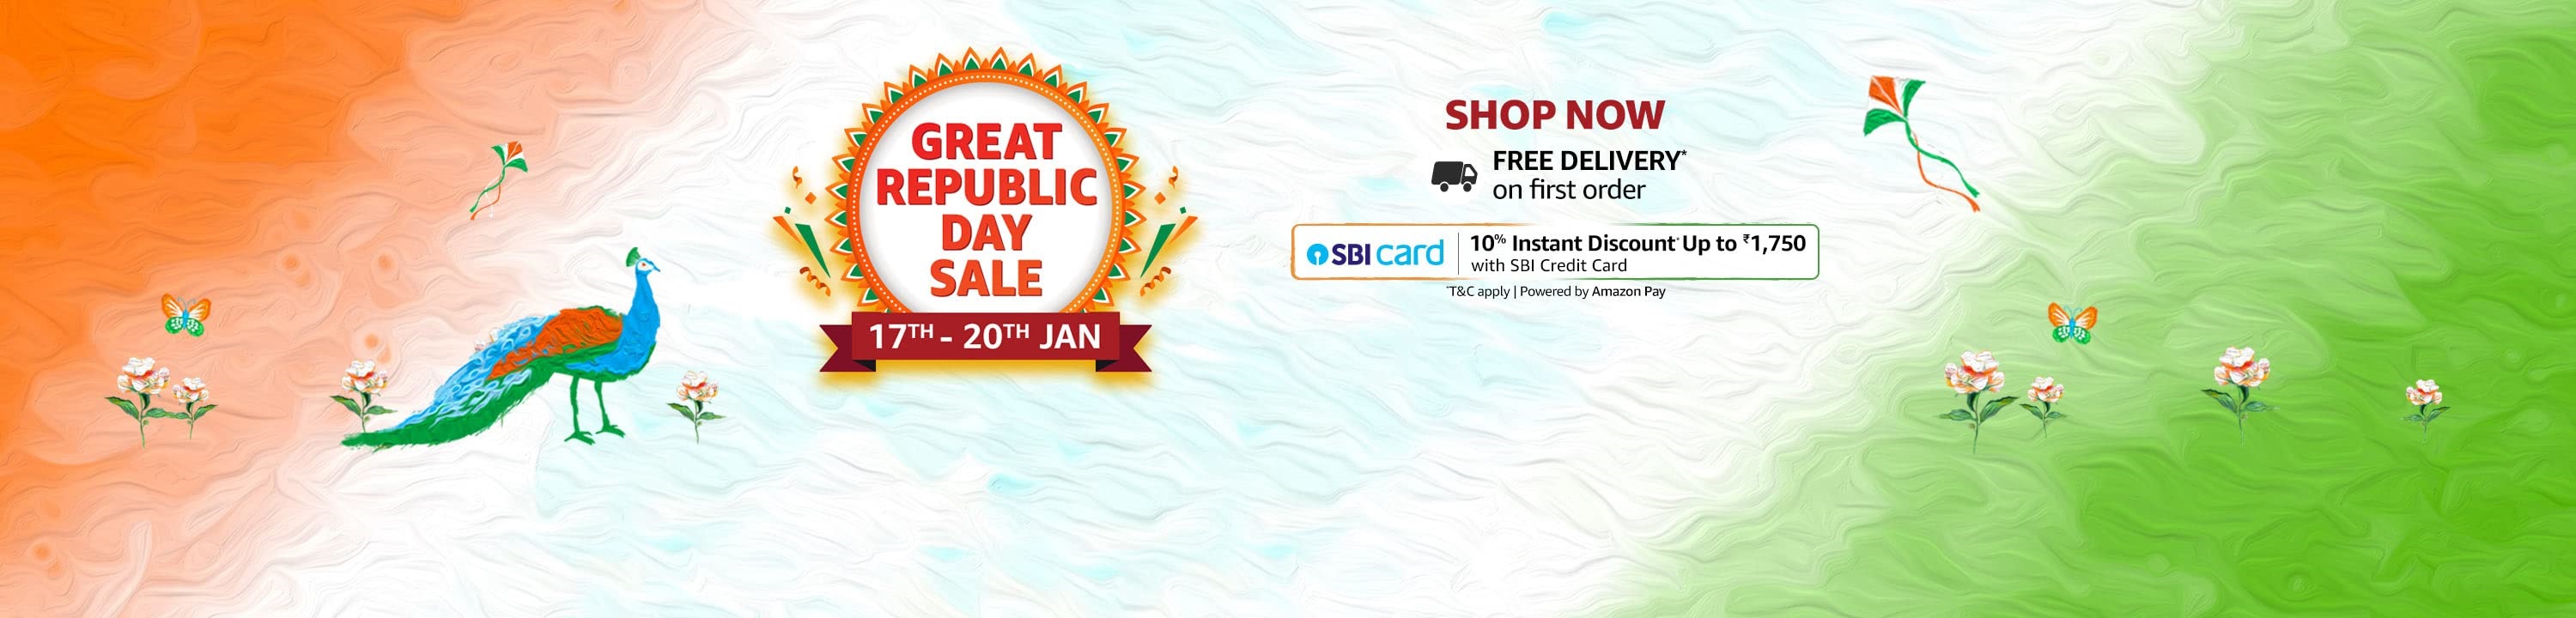 GREAT
REPUBLIC
DAY
SALE
17TH - 20TH JAN
SHOP NOW
FREE DELIVERY*
on first order
SBI card
10% Instant Discount* Up to ₹1,750
with SBI Credit Card
*T&C apply | Powered by Amazon Pay